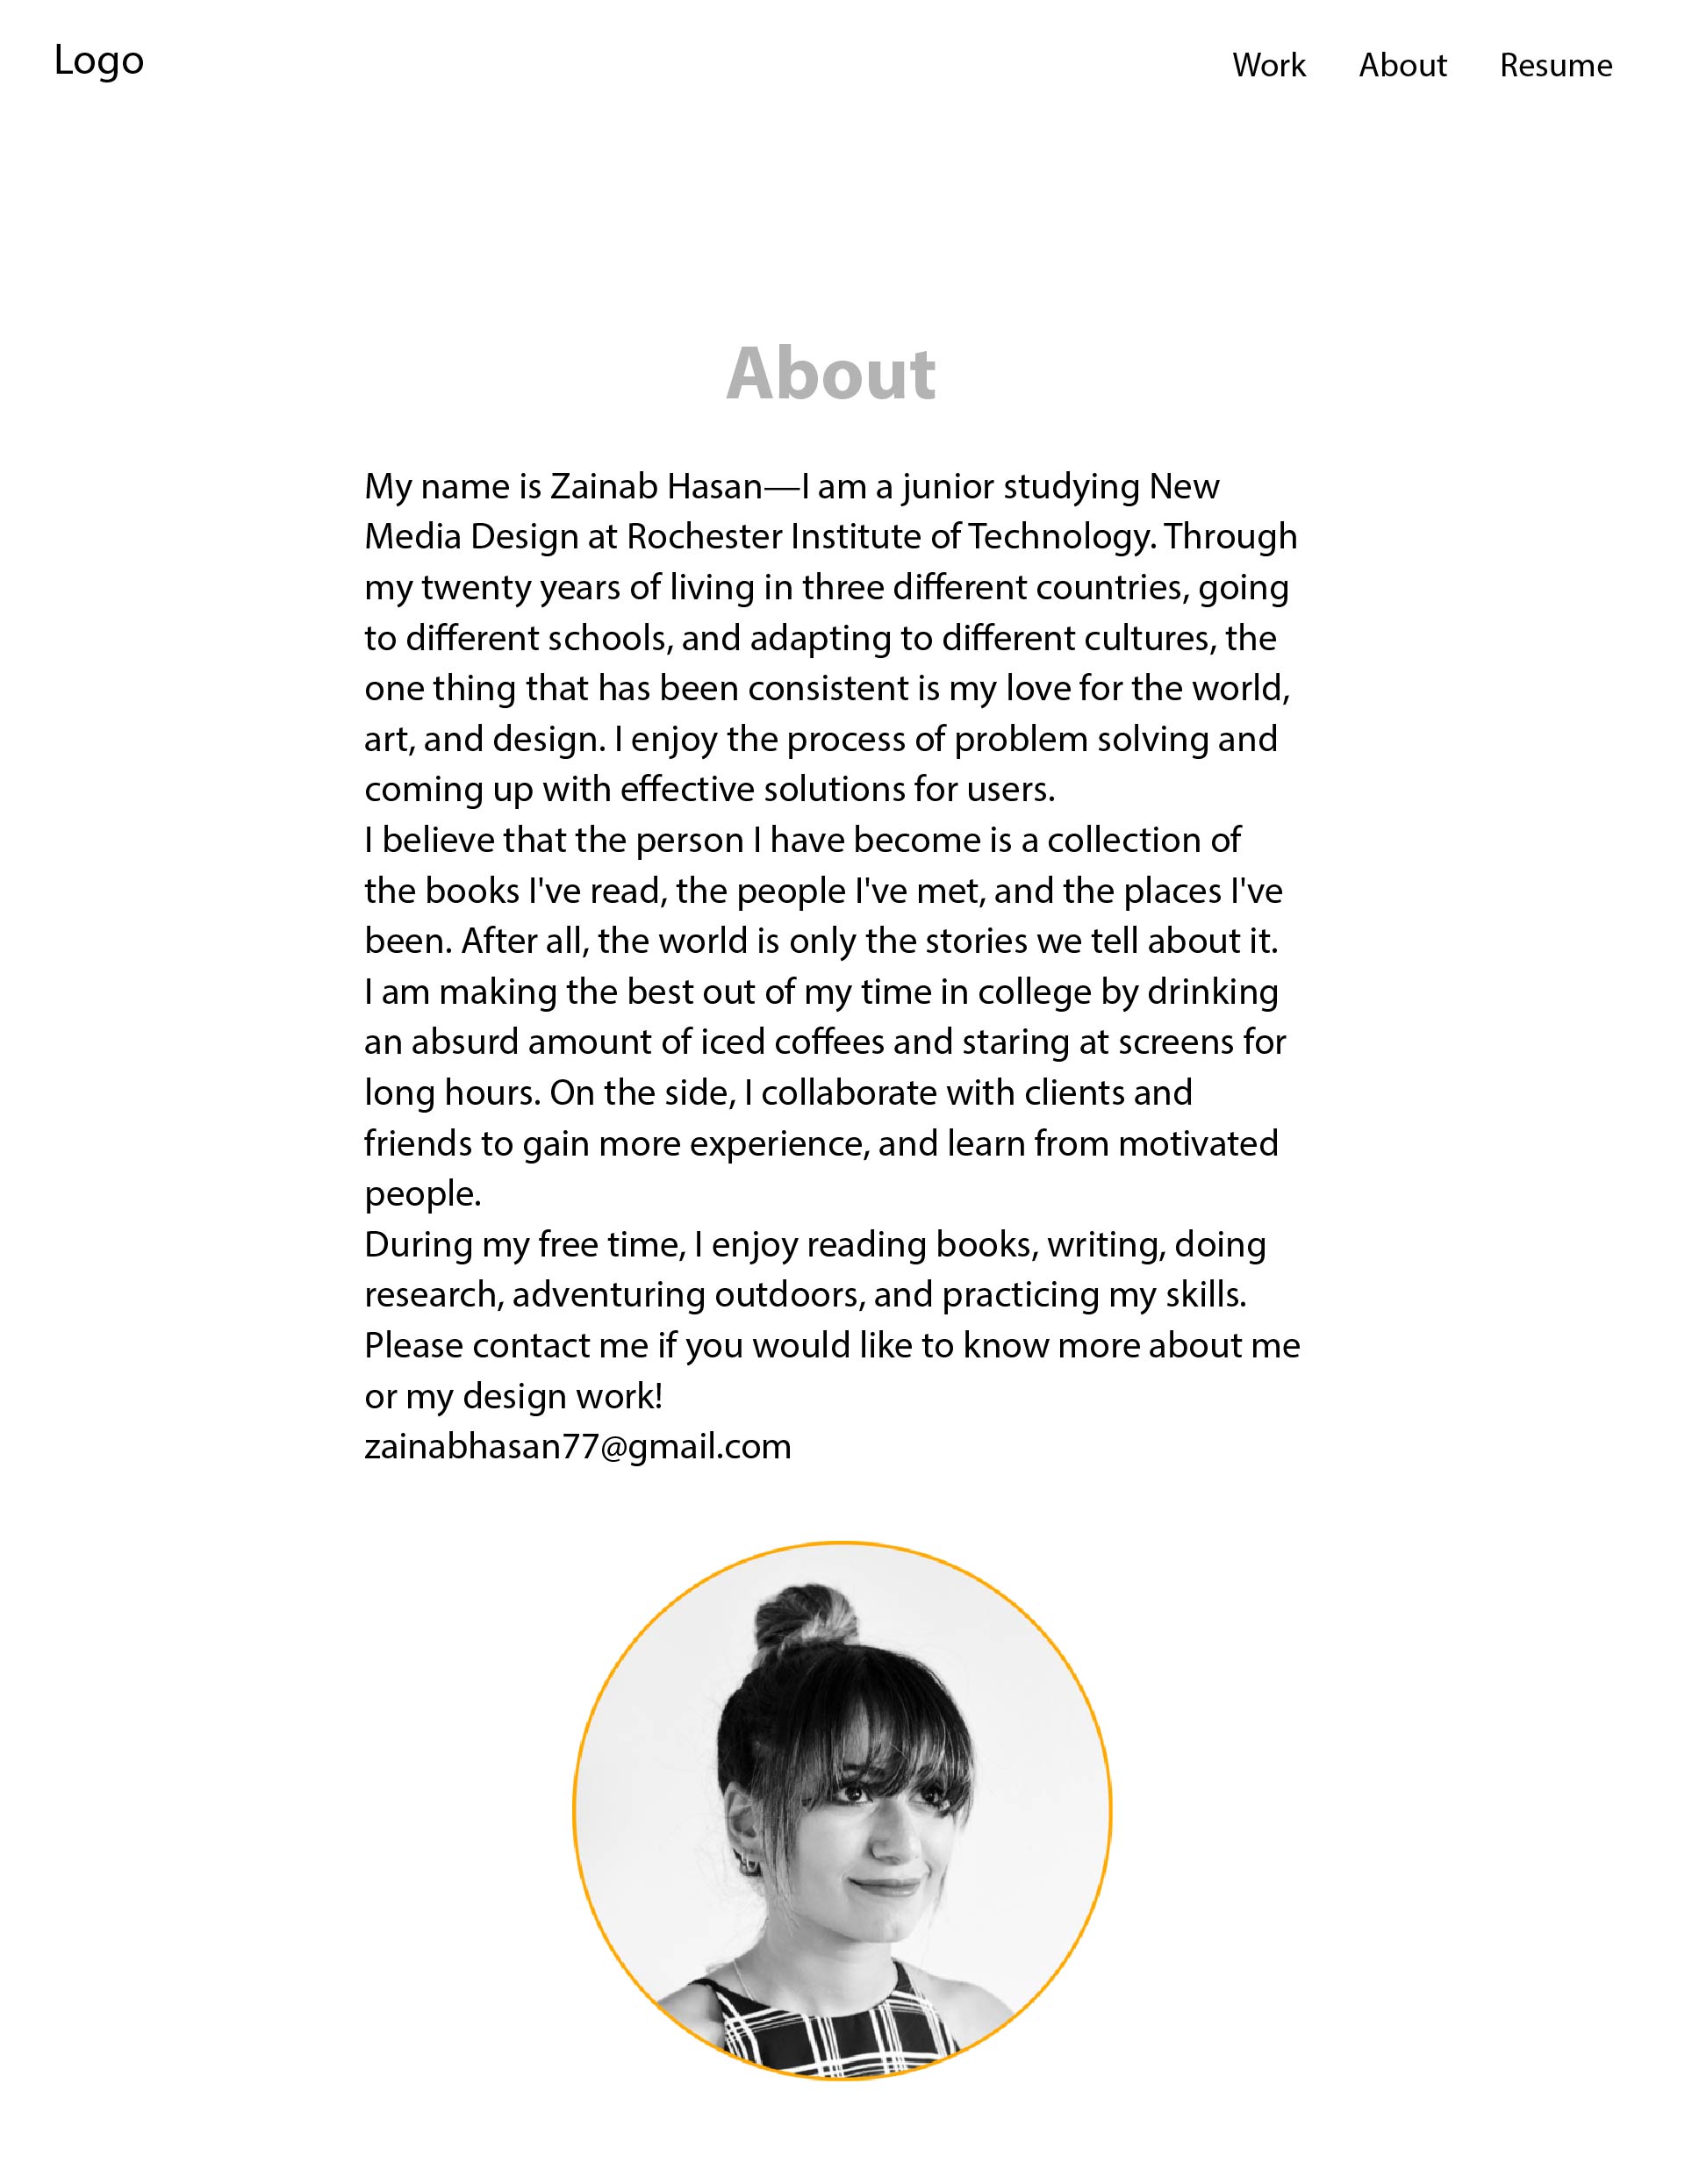 Logo
Work About Resume
About
My name is Zainab Hasan—I am a junior studying New
Media Design at Rochester Institute of Technology. Through
my twenty years of living in three different countries, going
to different schools, and adapting to different cultures, the
one thing that has been consistent is my love for the world,
art, and design. I enjoy the process of problem solving and
coming up with effective solutions for users.
I believe that the person I have become is a collection of
the books I've read, the people I've met, and the places I've
been. After all, the world is only the stories we tell about it.
I am making the best out of my time in college by drinking
an absurd amount of iced coffees and staring at screens for
long hours. On the side, I collaborate with clients and
friends to gain more experience, and learn from motivated
people.
During my free time, I enjoy reading books, writing, doing
research, adventuring outdoors, and practicing my skills.
Please contact me if you would like to know more about me
or my design work!
zainabhasan77@gmail.com